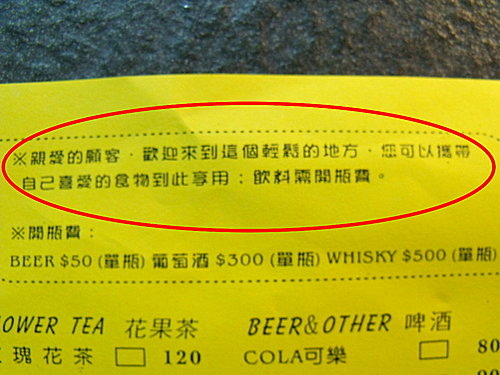 ※親愛的顧客，歡迎來到這個輕鬆的地方，您可以攜帶
自己喜愛的食物到此享用；飲料需開瓶費。
※開瓶費：
BEER $50 (單瓶) 葡萄酒 $300 (單瓶) WHISKY $500 (單瓶)
OWER TEA 花果茶 BEER&OTHER 啤酒
瑰花茶 □ 120 COLA可樂 □ 80